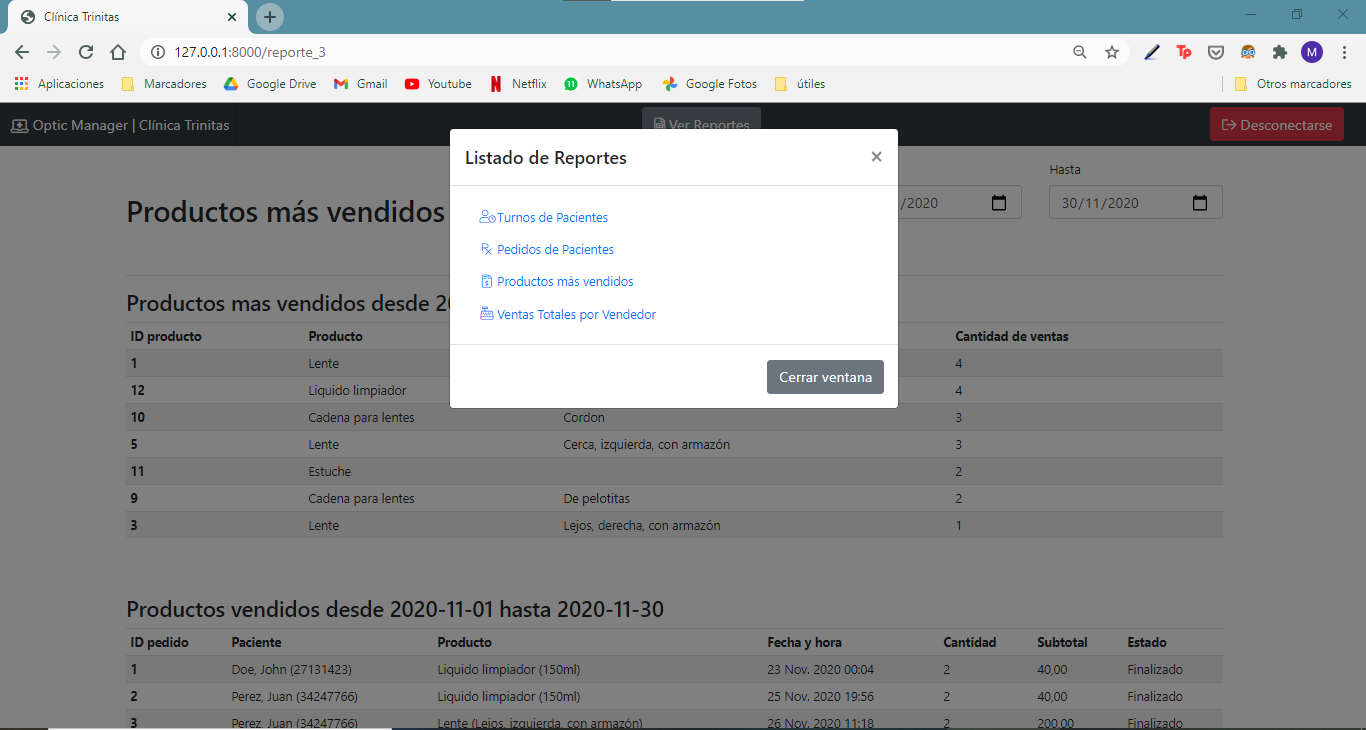 Clínica Trinitas
127.0.0.1:8000/reporte_3
M
Aplicaciones Marcadores Google Drive Gmail Youtube Netflix 11 WhatsApp Google Fotos útiles Otros marcadores
Optic Manager | Clínica Trinitas Ver Reportes Desconectarse
Listado de Reportes ×
Turnos de Pacientes
Pedidos de Pacientes
Productos más vendidos
Ventas Totales por Vendedor
Cerrar ventana
Hasta
Productos más vendidos /2020 30/11/2020
Productos mas vendidos desde 20
ID producto Producto Cantidad de ventas
1 Lente 4
12 Liquido limpiador 4
10 Cadena para lentes Cordon 3
5 Lente Cerca, izquierda, con armazón 3
11 Estuche 2
9 Cadena para lentes De pelotitas 2
3 Lente Lejos, derecha, con armazón 1
Productos vendidos desde 2020-11-01 hasta 2020-11-30
ID pedido Paciente Producto Fecha y hora Cantidad Subtotal Estado
1 Doe, John (27131423) Liquido limpiador (150ml) 23 Nov. 2020 00:04 2 40,00 Finalizado
2 Perez, Juan (34247766) Liquido limpiador (150ml) 25 Nov. 2020 19:56 2 40,00 Finalizado
3 Perez, Juan (34247766) Lente (Lejos, izquierda, con armazón) 26 Nov. 2020 11:18 2 200,00 Finalizado